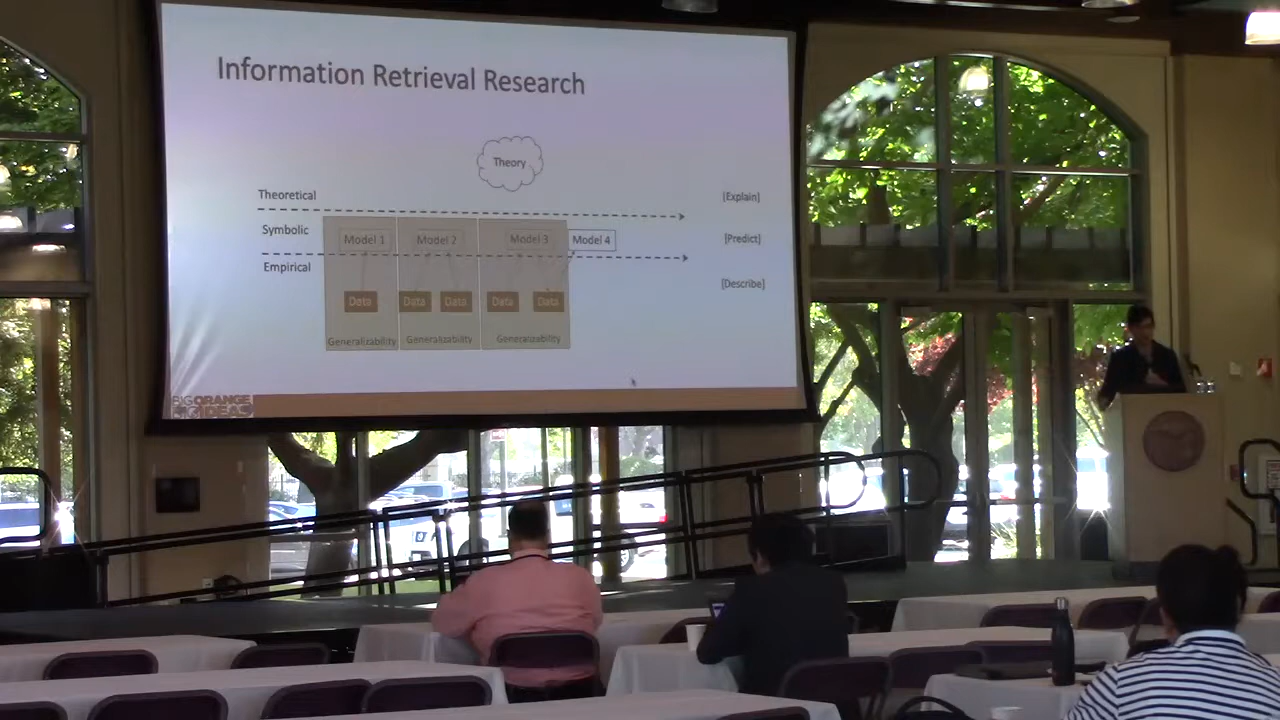 Information Retrieval Research
Theory
Theoretical
[Explain]
Symbolic
Model 1
Model 2
Model 3
Model 4
[Predict]
Empirical
[Describe]
Data
Data
Data
Data
Data
Generalizability
Generalizability
Generalizability
BIG ORANGE
BIG IDEAS